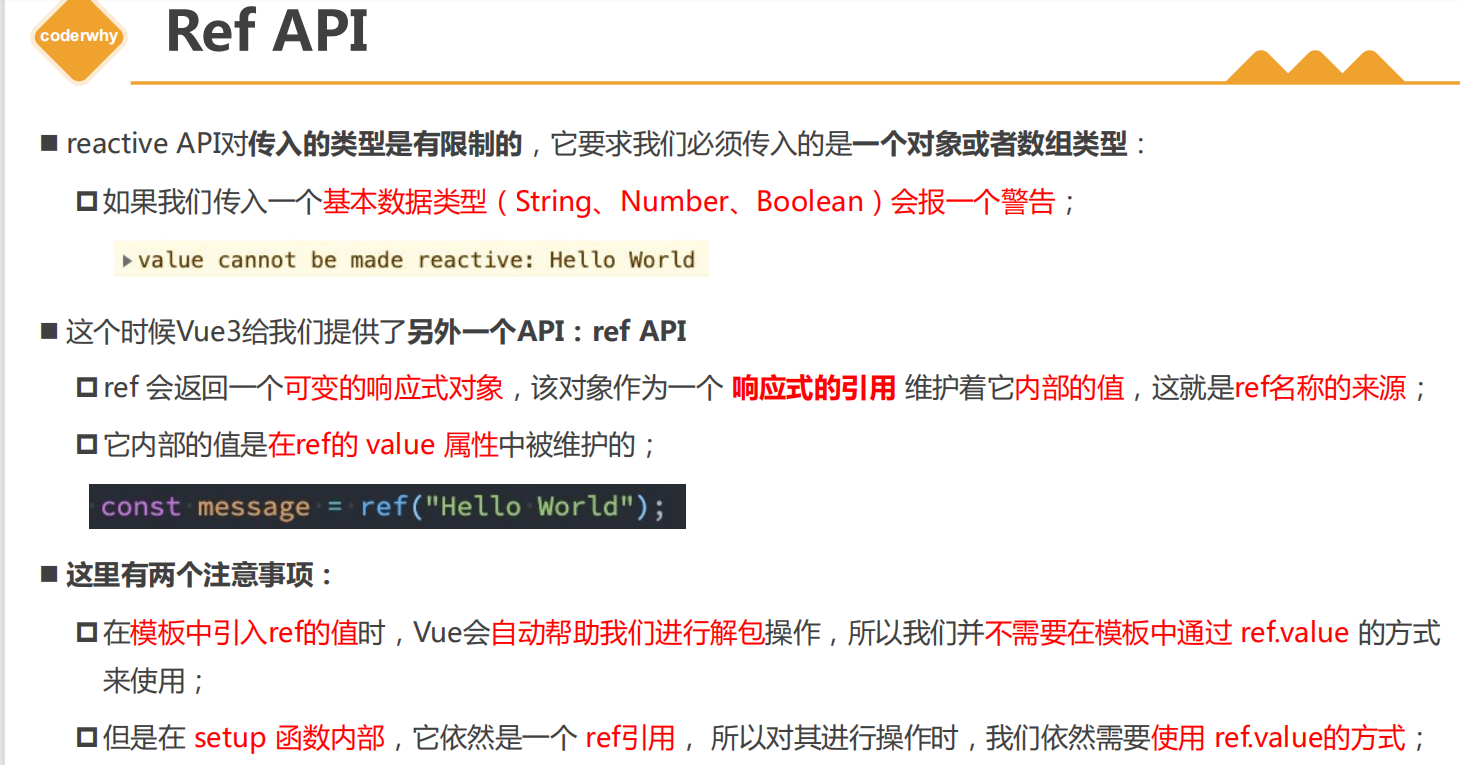 coderwhy
Ref API
reactive API对传入的类型是有限制的，它要求我们必须传入的是一个对象或者数组类型：
如果我们传入一个基本数据类型（String、Number、Boolean）会报一个警告；
value cannot be made reactive: Hello World
这个时候Vue3给我们提供了另外一个API：ref API
ref 会返回一个可变的响应式对象，该对象作为一个 响应式的引用 维护着它内部的值，这就是ref名称的来源；
它内部的值是在ref的 value 属性中被维护的；
const message = ref("Hello World");
这里有两个注意事项：
在模板中引入ref的值时，Vue会自动帮助我们进行解包操作，所以我们并不需要在模板中通过 ref.value 的方式
来使用；
但是在 setup 函数内部，它依然是一个 ref引用， 所以对其进行操作时，我们依然需要使用 ref.value的方式；